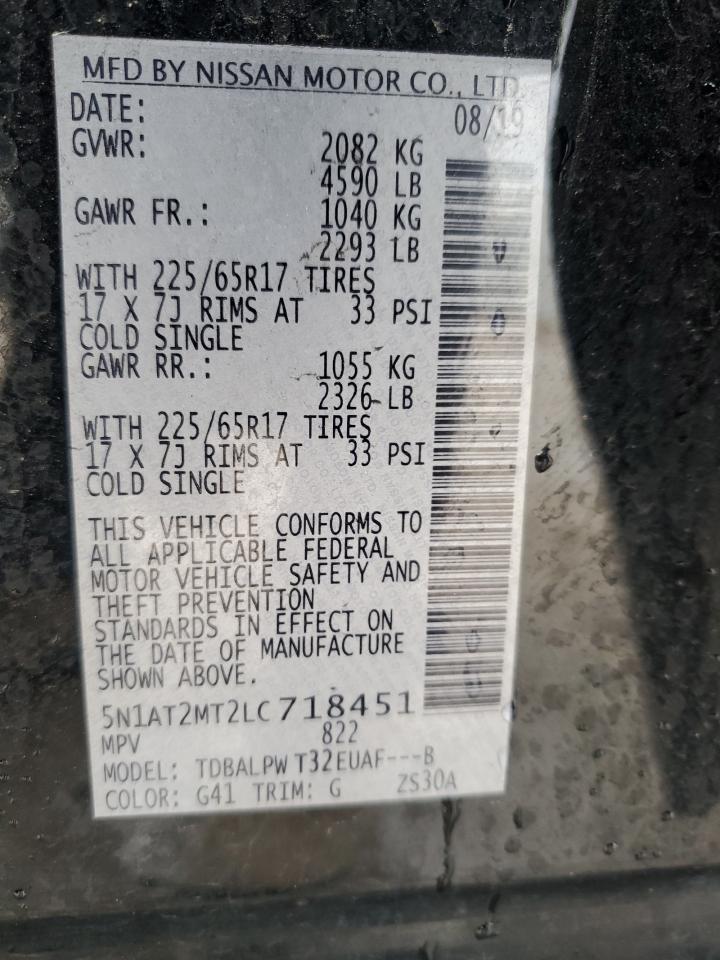 MFD BY NISSAN MOTOR CO., LTD.
DATE: 08/19
GVWR: 2082 KG
4590 LB
GAWR FR.: 1040 KG
2293 LB
WITH 225/65R17 TIRES
17 X 7J RIMS AT 33 PSI
COLD SINGLE
GAWR RR.: 1055 KG
2326 LB
WITH 225/65R17 TIRES
17 X 7J RIMS AT 33 PSI
COLD SINGLE
THIS VEHICLE CONFORMS TO
ALL APPLICABLE FEDERAL
MOTOR VEHICLE SAFETY AND
THEFT PREVENTION
STANDARDS IN EFFECT ON
THE DATE OF MANUFACTURE
SHOWN ABOVE.
5N1AT2MT2LC718451
MPV 822
MODEL: TDBALPW T32EUAF---B
COLOR: G41 TRIM: G ZS30A